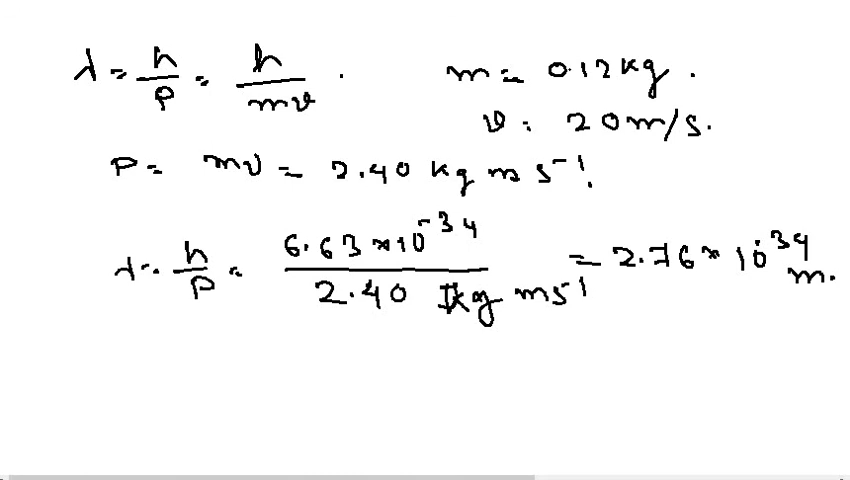 λ = h/p = h/mv . m = 0.12 kg .
v = 20 m/s.
P = mv = 2.40 kg m s⁻¹.
λ = h/p = 6.63 × 10⁻³⁴ / 2.40 kg ms⁻¹ = 2.76 × 10⁻³⁴ m.